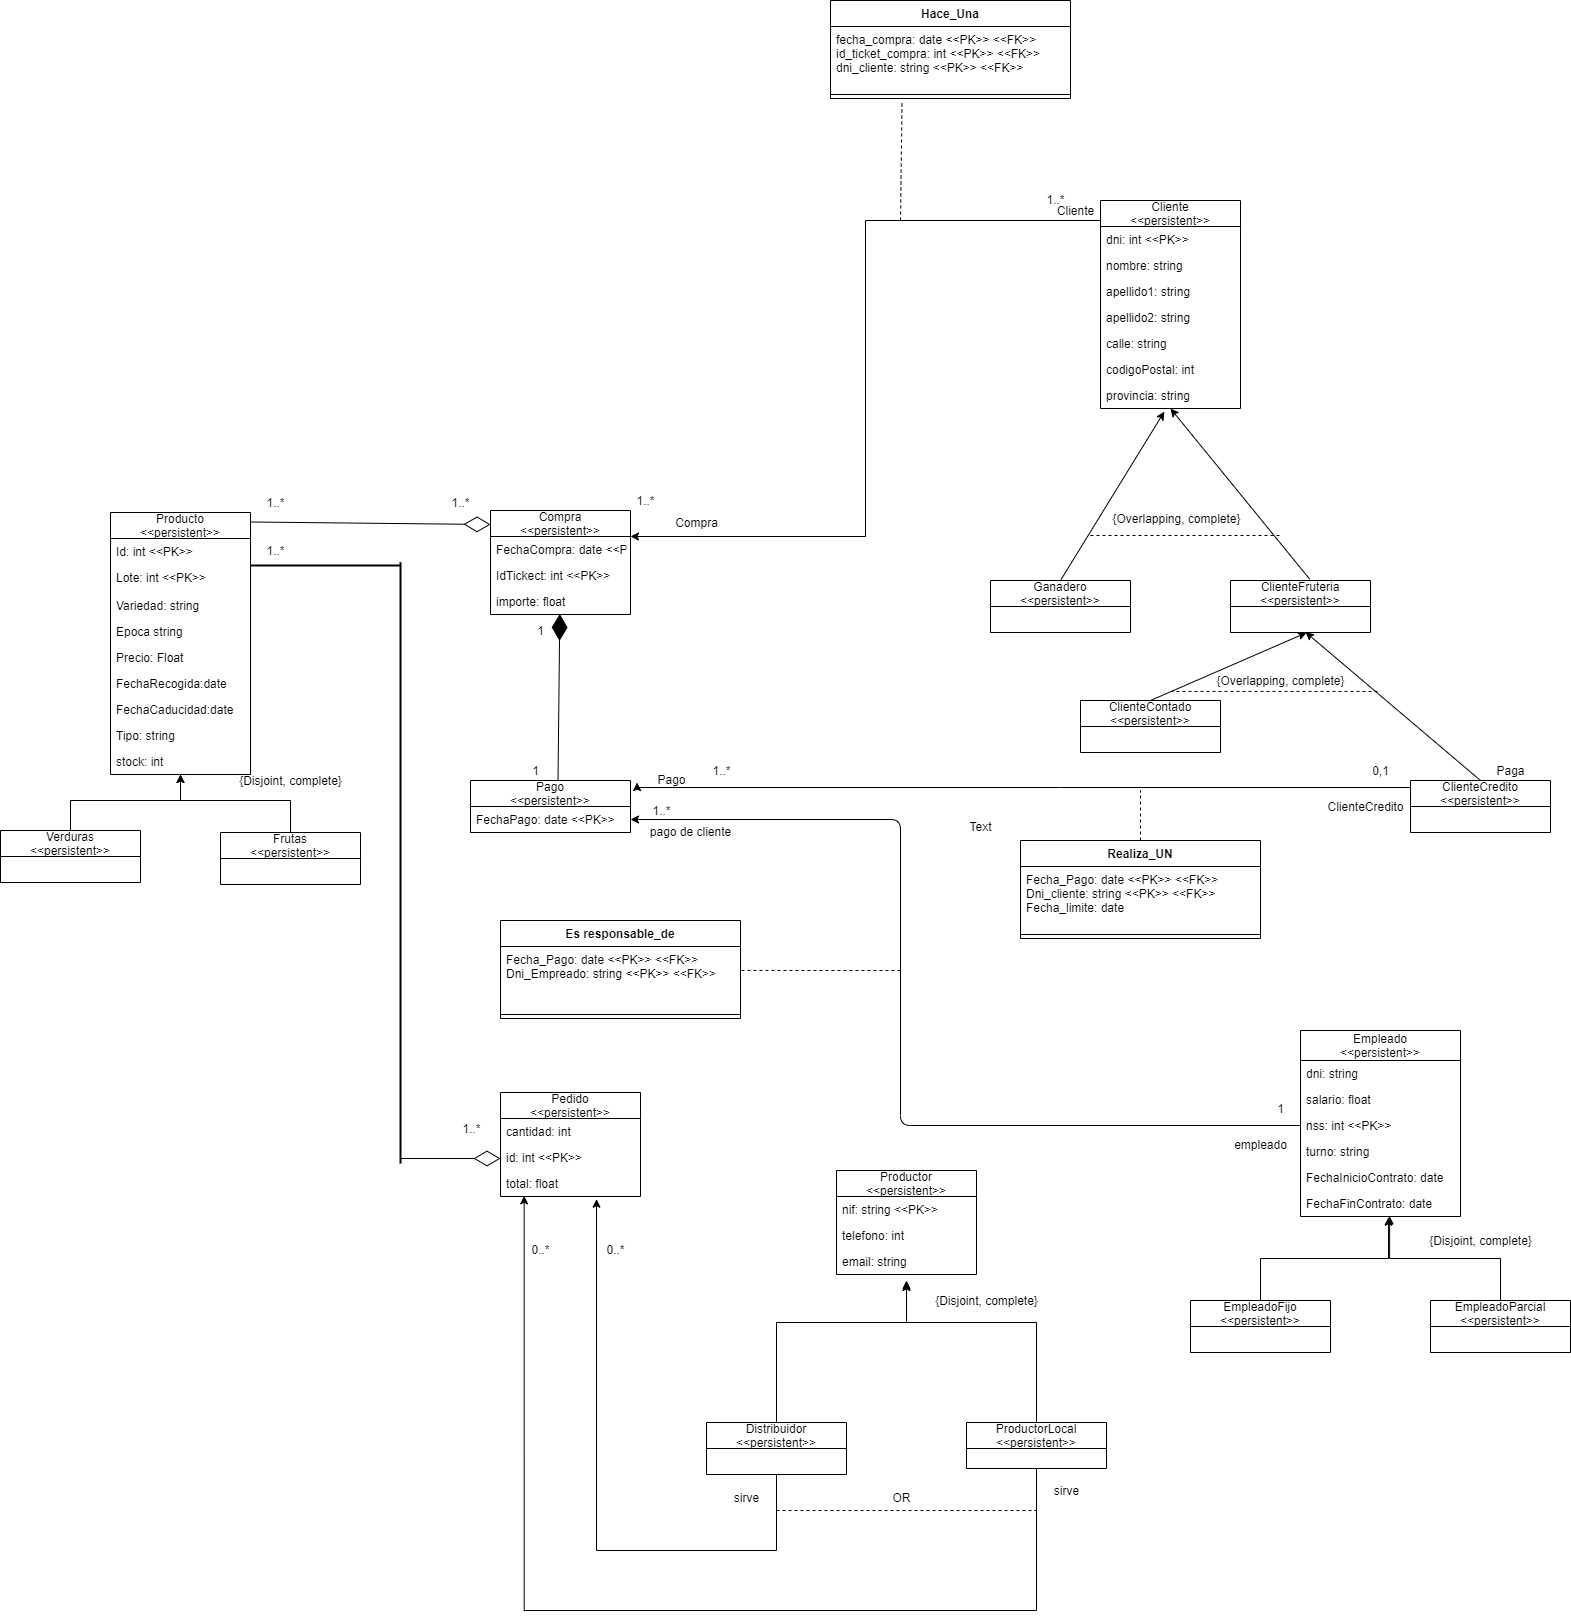 Hace_Una
fecha_compra: date <<PK>> <<FK>>
id_ticket_compra: int <<PK>> <<FK>>
dni_cliente: string <<PK>> <<FK>>
1..*
Cliente
Cliente
<<persistent>>
dni: int <<PK>>
nombre: string
apellido1: string
apellido2: string
calle: string
codigoPostal: int
provincia: string
{Overlapping, complete}
Ganadero
<<persistent>>
ClienteFruteria
<<persistent>>
{Overlapping, complete}
ClienteContado
<<persistent>>
ClienteCredito
<<persistent>>
1..*
1..*
1..*
Compra
Producto
<<persistent>>
Id: int <<PK>>
Lote: int <<PK>>
Variedad: string
Epoca string
Precio: Float
FechaRecogida:date
FechaCaducidad:date
Tipo: string
stock: int
1..*
Compra
<<persistent>>
FechaCompra: date <<P
IdTickect: int <<PK>>
importe: float
1
1
{Disjoint, complete}
Verduras
<<persistent>>
Frutas
<<persistent>>
Pago
<<persistent>>
FechaPago: date <<PK>>
Pago
1..*
0,1
Paga
ClienteCredito
1..*
pago de cliente
Text
Realiza_UN
Fecha_Pago: date <<PK>> <<FK>>
Dni_cliente: string <<PK>> <<FK>>
Fecha_limite: date
Es responsable_de
Fecha_Pago: date <<PK>> <<FK>>
Dni_Empreado: string <<PK>> <<FK>>
Empleado
<<persistent>>
dni: string
salario: float
nss: int <<PK>>
turno: string
FechaInicioContrato: date
FechaFinContrato: date
1
empleado
1..*
Pedido
<<persistent>>
cantidad: int
id: int <<PK>>
total: float
0..*
0..*
Productor
<<persistent>>
nif: string <<PK>>
telefono: int
email: string
{Disjoint, complete}
{Disjoint, complete}
EmpleadoFijo
<<persistent>>
EmpleadoParcial
<<persistent>>
Distribuidor
<<persistent>>
ProductorLocal
<<persistent>>
sirve
OR
sirve